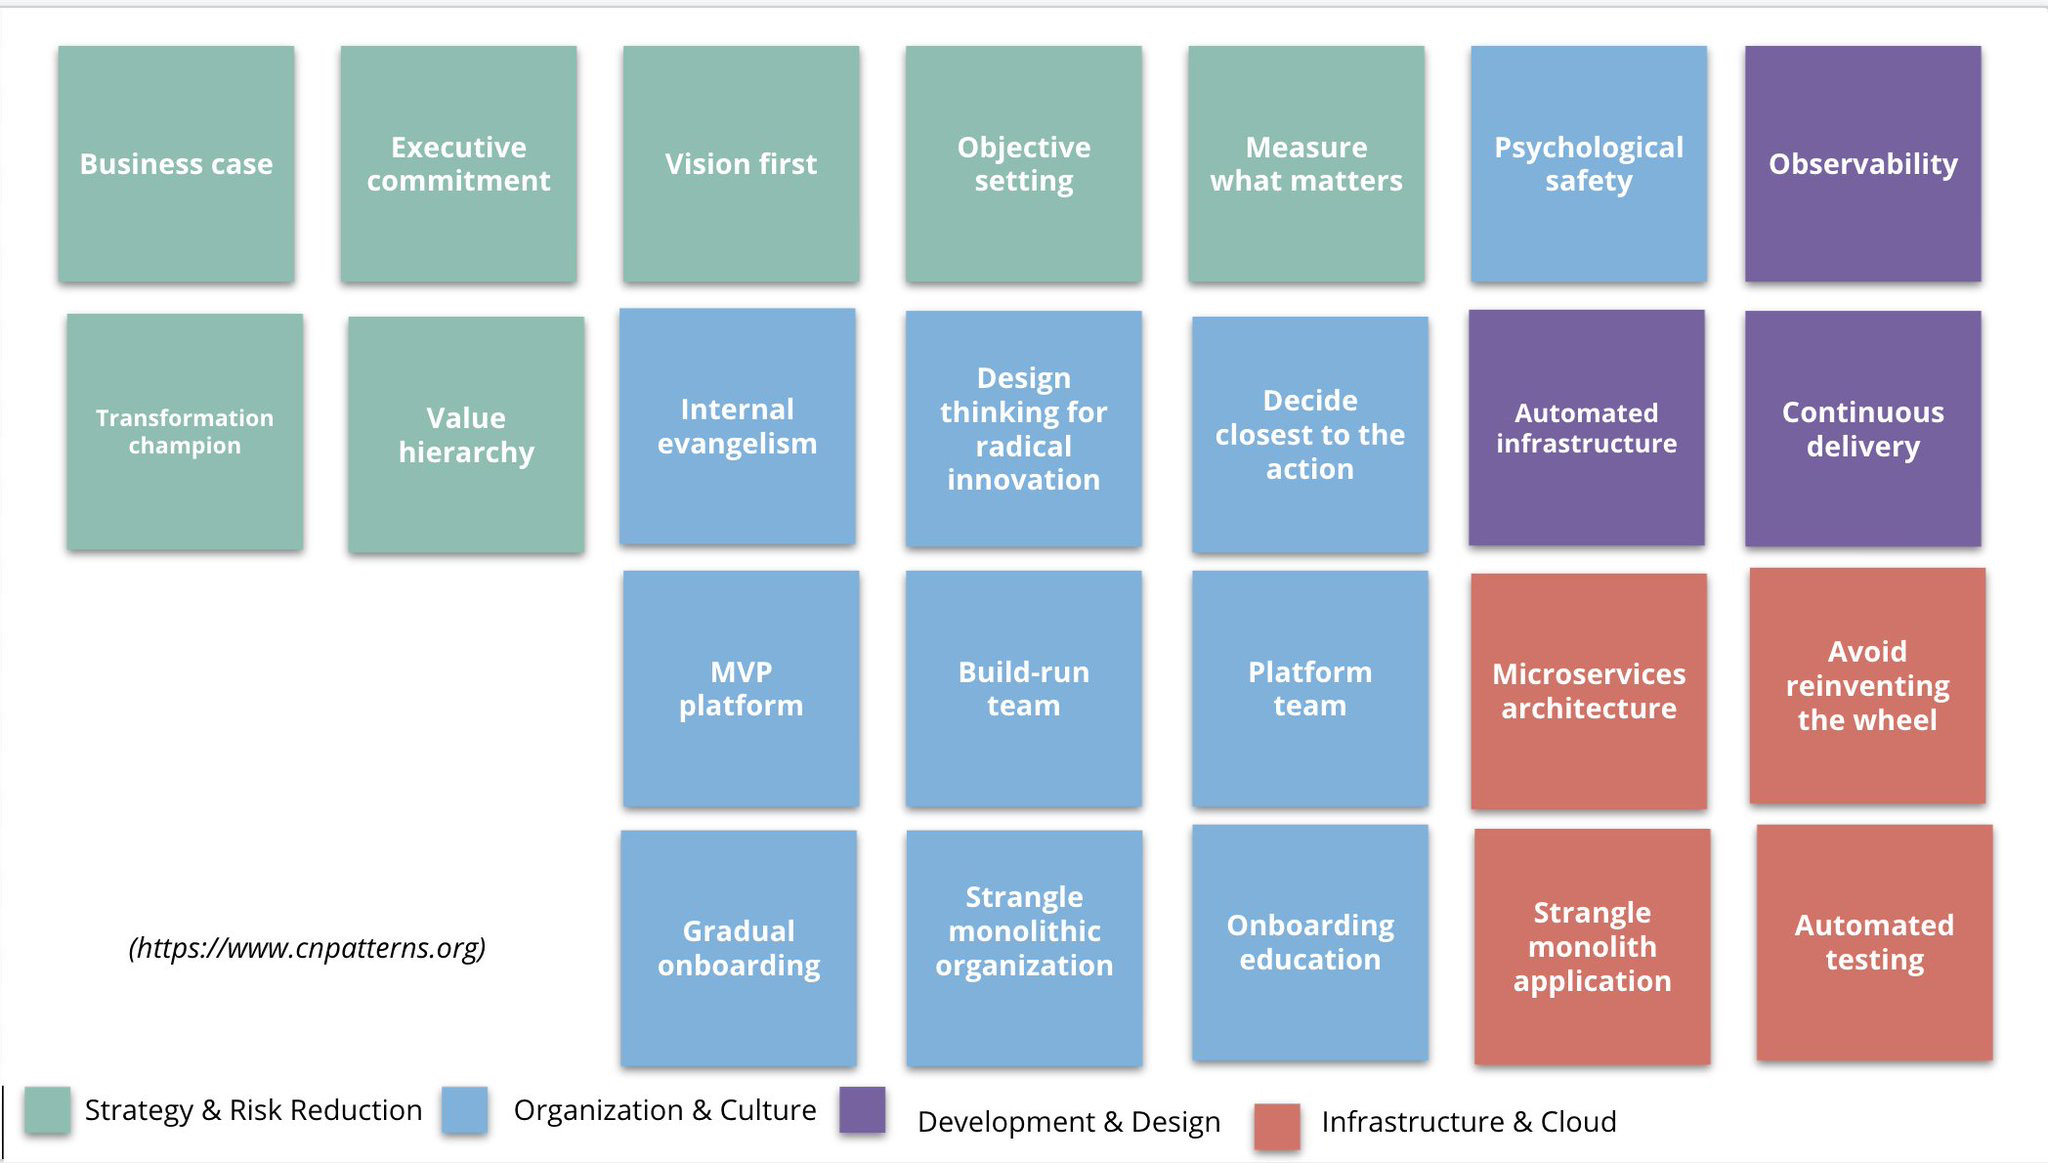 Business case
Executive
commitment
Vision first
Objective
setting
Measure
what matters
Psychological
safety
Observability
Transformation
champion
Value
hierarchy
Internal
evangelism
Design
thinking for
radical
innovation
Decide
closest to the
action
Automated
infrastructure
Continuous
delivery
MVP
platform
Build-run
team
Platform
team
Microservices
architecture
Avoid
reinventing
the wheel
(https://www.cnpatterns.org)
Gradual
onboarding
Strangle
monolithic
organization
Onboarding
education
Strangle
monolith
application
Automated
testing
Strategy & Risk Reduction
Organization & Culture
Development & Design
Infrastructure & Cloud